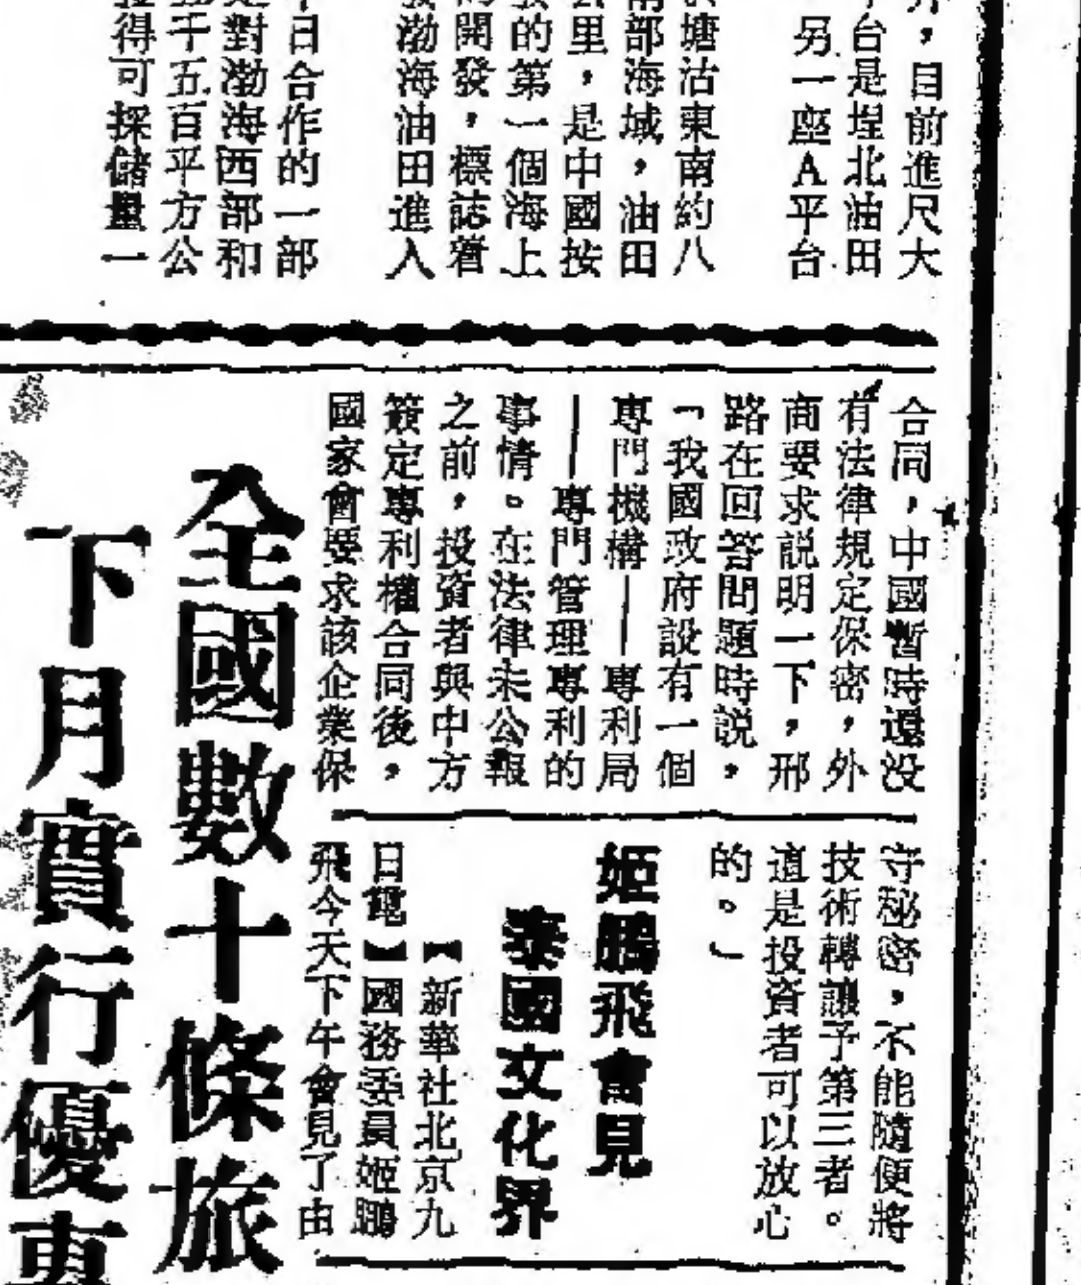 ，目前進尺大
台是埕北油田
另一座A平台
塘沽東南約八
部海域，油田
里，是中國按
的第一個海上
開發，標誌着
渤海油田進入
日合作的一部
對渤海西部和
千五百平方公
得可採儲量一
合同，中國暫時還没
有法律規定保密，外
商要求説明一下，邢
路在回答問題時説，
「我國政府設有一個
專門機構——專利局
——專門管理專利的
事情。在法律未公報
之前，投資者與中方
簽定專利權合同後，
國家會要求該企業保
守秘密，不能隨便將
技術轉讓予第三者。
這是投資者可以放心
的。」
姬鵬飛會見
泰國文化界
【新華社北京九
日電】國務委員姬鵬
飛今天下午會見了由
全國數十條旅
下月實行優惠